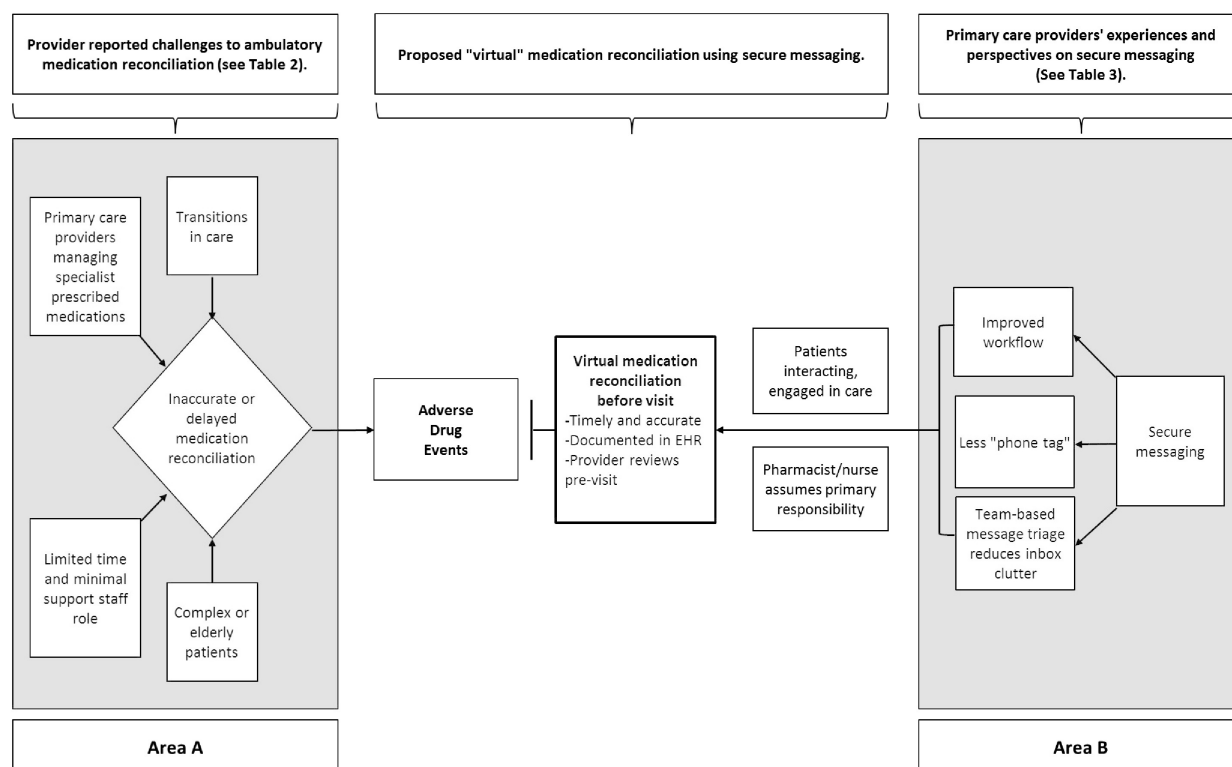 Provider reported challenges to ambulatory
medication reconciliation (see Table 2).
Proposed "virtual" medication reconciliation using secure messaging.
Primary care providers' experiences and
perspectives on secure messaging
(See Table 3).
Primary care
providers
managing
specialist
prescribed
medications
Transitions
in care
Inaccurate or
delayed
medication
reconciliation
Limited time
and minimal
support staff
role
Complex or
elderly
patients
Adverse
Drug
Events
Virtual medication
reconciliation
before visit
-Timely and accurate
-Documented in EHR
-Provider reviews
pre-visit
Patients
interacting,
engaged in care
Pharmacist/nurse
assumes primary
responsibility
Improved
workflow
Less "phone tag"
Team-based
message triage
reduces inbox
clutter
Secure
messaging
Area A
Area B